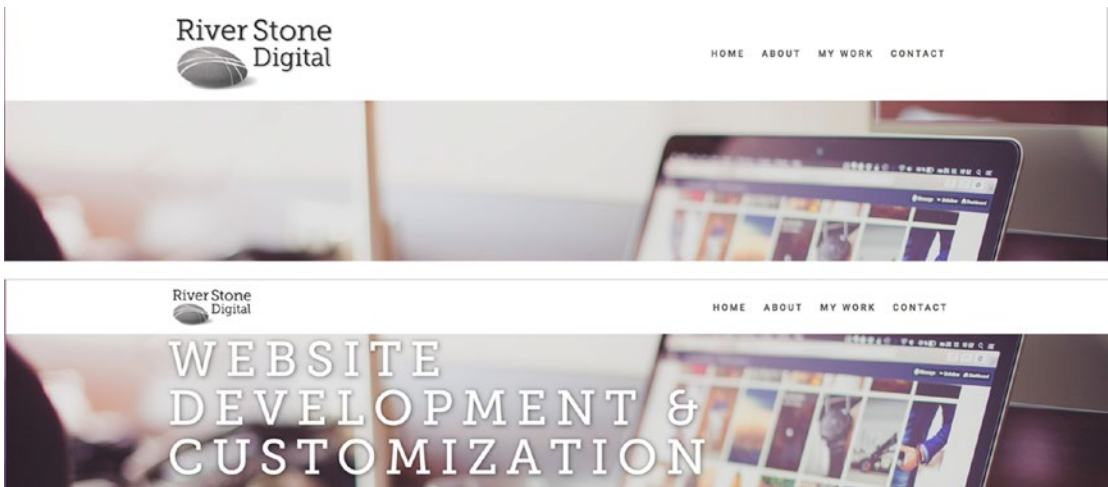 River Stone
Digital
HOME ABOUT MY WORK CONTACT
River Stone
Digital
HOME ABOUT MY WORK CONTACT
WEBSITE
DEVELOPMENT &
CUSTOMIZATION